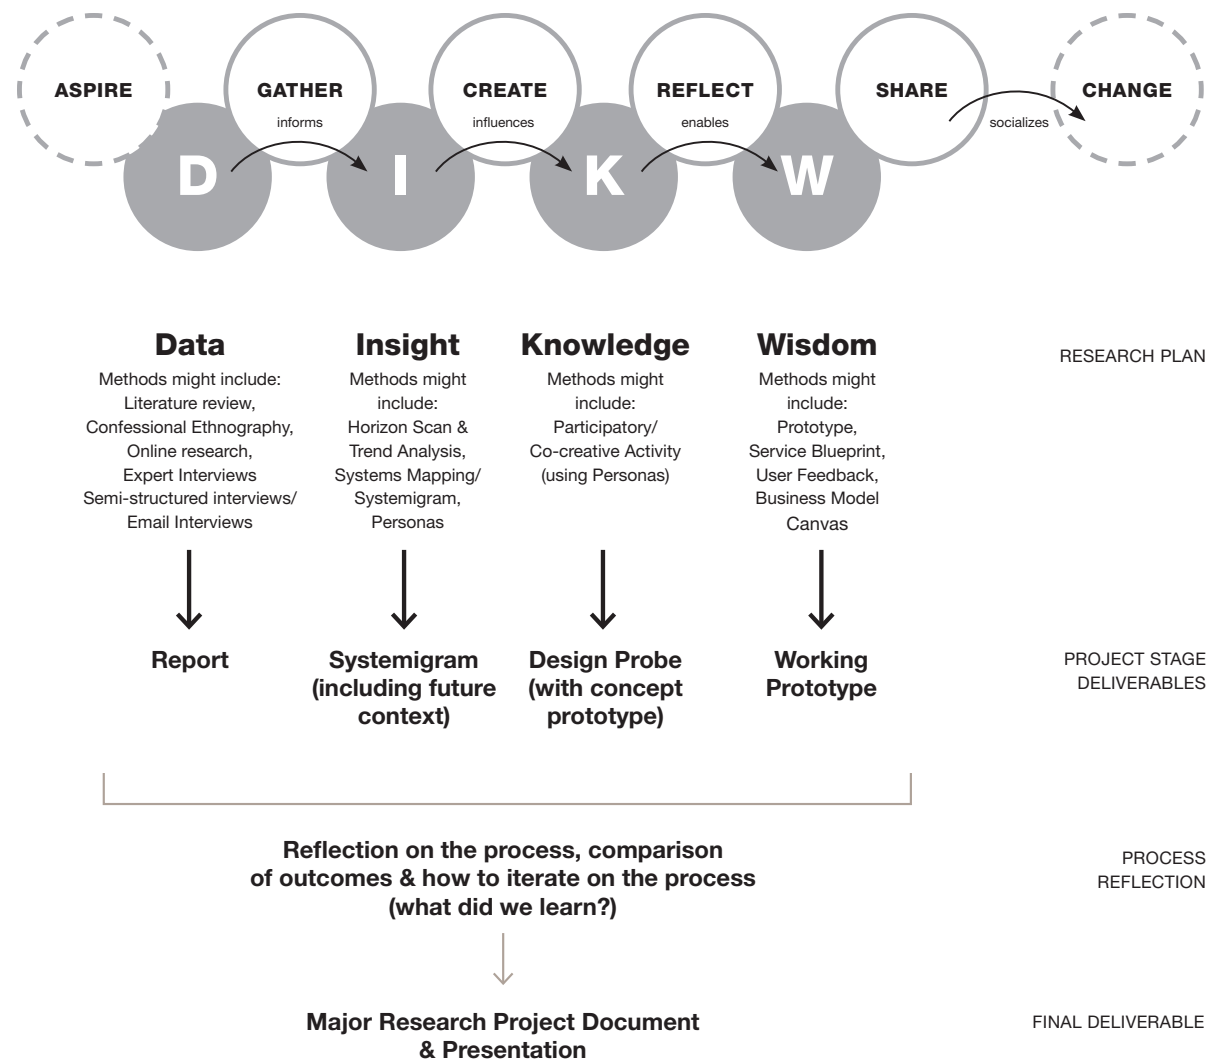 ASPIRE
GATHER
CREATE
REFLECT
SHARE
CHANGE
informs
influences
enables
socializes
D
I
K
W
Data
Methods might include:
Literature review,
Confessional Ethnography,
Online research,
Expert Interviews
Semi-structured interviews/
Email Interviews
Insight
Methods might
include:
Horizon Scan &
Trend Analysis,
Systems Mapping/
Systemigram,
Personas
Knowledge
Methods might
include:
Participatory/
Co-creative Activity
(using Personas)
Wisdom
Methods might
include:
Prototype,
Service Blueprint,
User Feedback,
Business Model
Canvas
RESEARCH PLAN
Report
Systemigram
(including future
context)
Design Probe
(with concept
prototype)
Working
Prototype
PROJECT STAGE
DELIVERABLES
Reflection on the process, comparison
of outcomes & how to iterate on the process
(what did we learn?)
PROCESS
REFLECTION
Major Research Project Document
& Presentation
FINAL DELIVERABLE